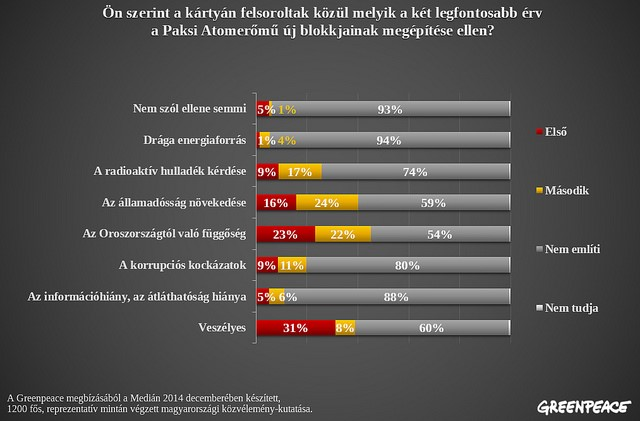 Ön szerint a kártyán felsoroltak közül melyik a két legfontosabb érv
a Paksi Atomerőmű új blokkjainak megépítése ellen?
Nem szól ellene semmi 5% 1% 93%
Drága energiaforrás 1% 4% 94%
A radioaktív hulladék kérdése 9% 17% 74%
Az államadósság növekedése 16% 24% 59%
Az Oroszországtól való függőség 23% 22% 54%
A korrupciós kockázatok 9% 11% 80%
Az információhiány, az átláthatóság hiánya 5% 6% 88%
Veszélyes 31% 8% 60%
Első
Második
Nem említi
Nem tudja
A Greenpeace megbízásából a Medián 2014 decemberében készített,
1200 fős, reprezentatív mintán végzett magyarországi közvélemény-kutatása.
GREENPEACE